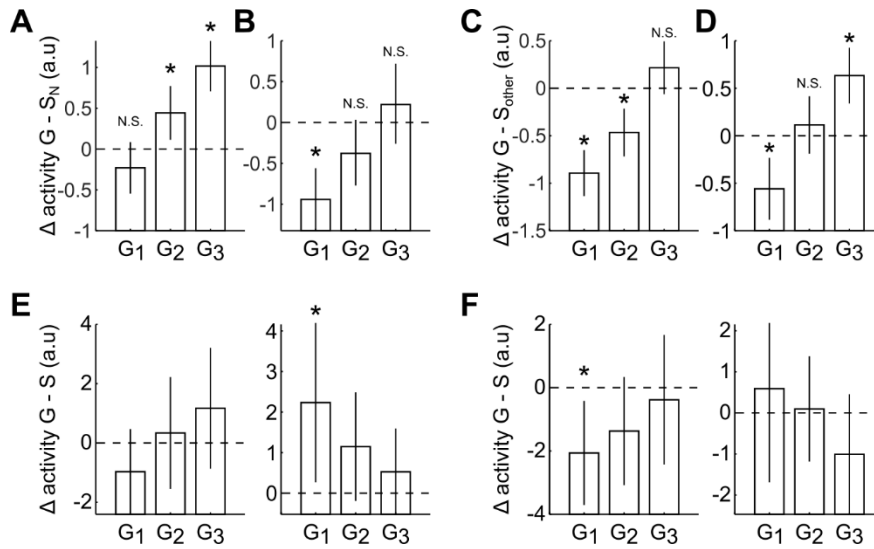 A
B
C
D
Δ activity G - S_N (a.u)
1
0.5
0
-0.5
-1
N.S.
*
*
G1 G2 G3
1
0.5
0
-0.5
-1
*
N.S.
N.S.
G1 G2 G3
Δ activity G - S_other (a.u)
0.5
0
-0.5
-1
-1.5
*
*
N.S.
G1 G2 G3
1
0.5
0
-0.5
-1
*
N.S.
*
G1 G2 G3
E
F
Δ activity G - S (a.u)
4
2
0
-2
G1 G2 G3
4
3
2
1
0
*
G1 G2 G3
Δ activity G - S (a.u)
2
0
-2
-4
*
G1 G2 G3
2
1
0
-1
-2
G1 G2 G3